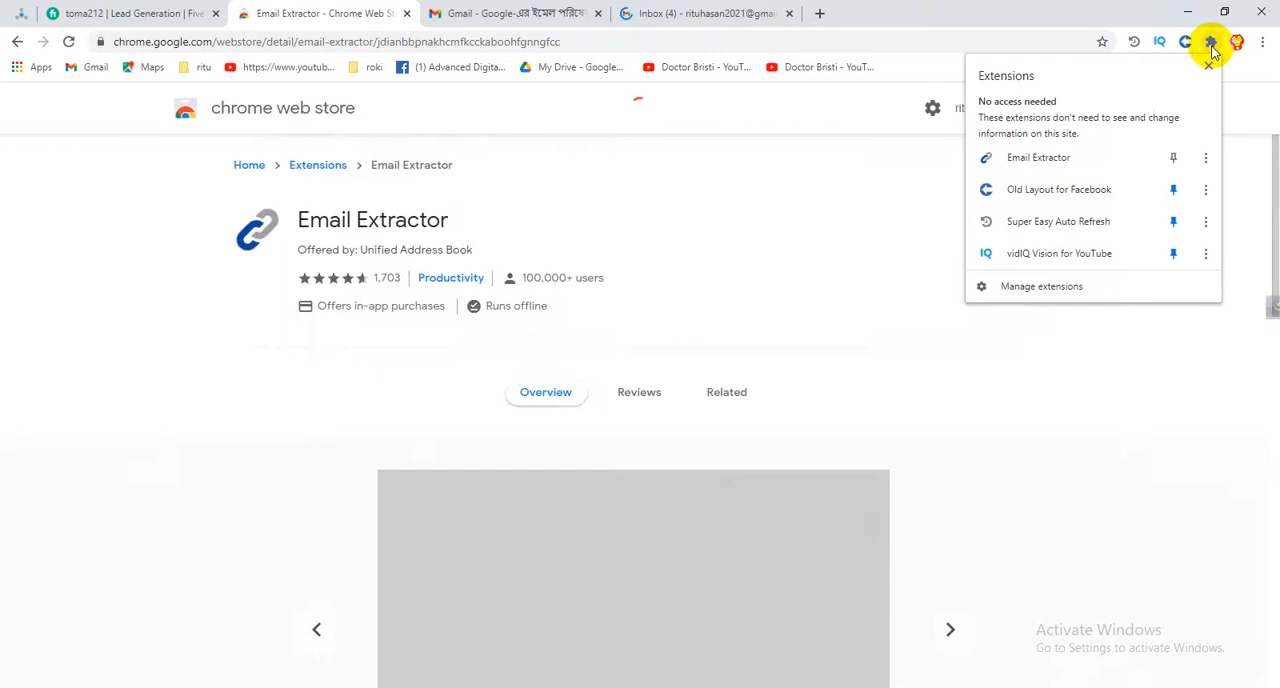 toma212 | Lead Generation | Five
Email Extractor - Chrome Web St
Gmail - Google-এর ইমেল পরিষে
Inbox (4) - rituhasan2021@gmai
chrome.google.com/webstore/detail/email-extractor/jdianbbpnakhcmfkcckaboohfgnngfcc
IQ
Apps
Gmail
Maps
ritu
https://www.youtub...
roki
(1) Advanced Digita...
My Drive - Google...
Doctor Bristi - YouT...
Doctor Bristi - YouT...
chrome web store
rit
Extensions
No access needed
These extensions don't need to see and change
information on this site.
Email Extractor
Old Layout for Facebook
Super Easy Auto Refresh
IQ vidIQ Vision for YouTube
Manage extensions
Home > Extensions > Email Extractor
Email Extractor
Offered by: Unified Address Book
1,703 | Productivity | 100,000+ users
Offers in-app purchases | Runs offline
Overview
Reviews
Related
Activate Windows
Go to Settings to activate Windows.